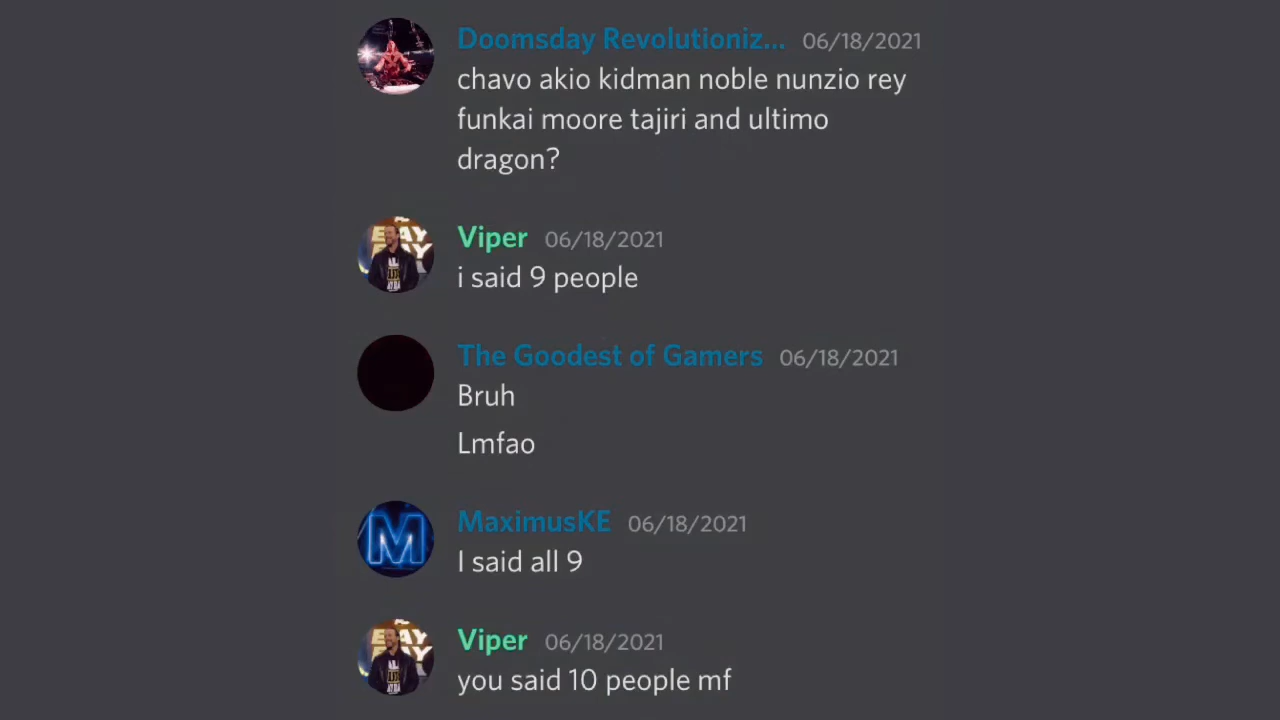 Doomsday Revolutioniz... 06/18/2021
chavo akio kidman noble nunzio rey
funkai moore tajiri and ultimo
dragon?
Viper 06/18/2021
i said 9 people
The Goodest of Gamers 06/18/2021
Bruh
Lmfao
M
MaximusKE 06/18/2021
I said all 9
Viper 06/18/2021
you said 10 people mf